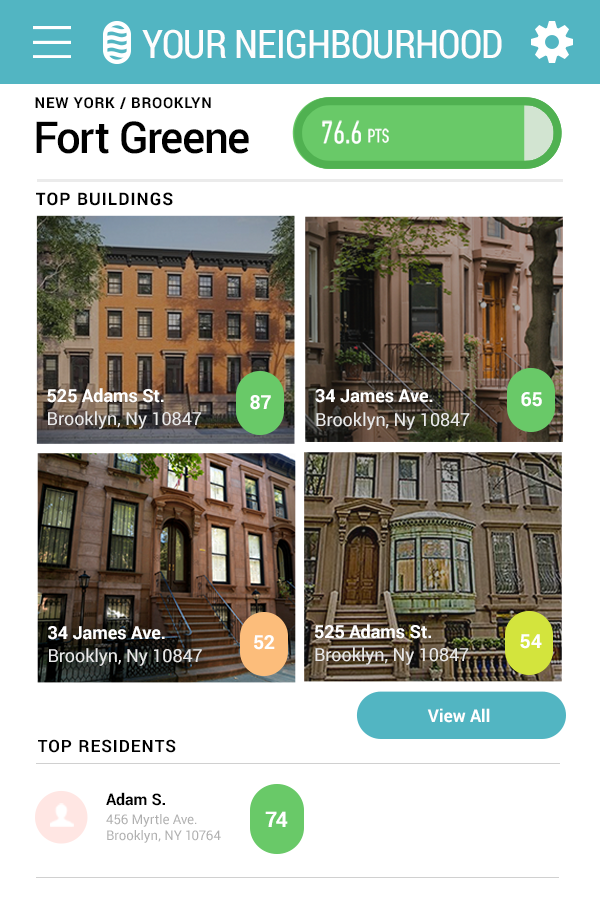 YOUR NEIGHBOURHOOD
NEW YORK / BROOKLYN
Fort Greene
76.6 PTS
TOP BUILDINGS
525 Adams St.
Brooklyn, Ny 10847
87
34 James Ave.
Brooklyn, Ny 10847
65
34 James Ave.
Brooklyn, Ny 10847
52
525 Adams St.
Brooklyn, Ny 10847
54
View All
TOP RESIDENTS
Adam S.
456 Myrtle Ave.
Brooklyn, NY 10764
74